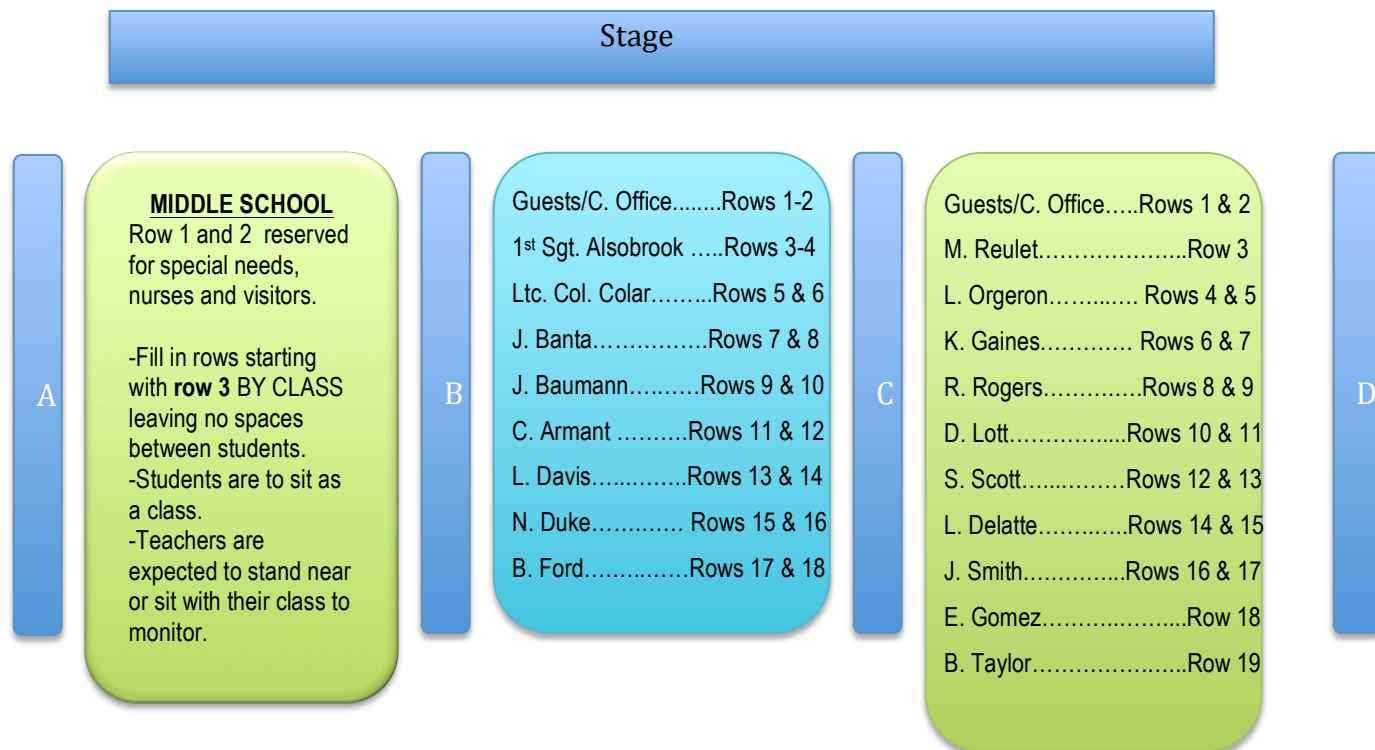 Stage
A
MIDDLE SCHOOL
Row 1 and 2 reserved
for special needs,
nurses and visitors.
-Fill in rows starting
with row 3 BY CLASS
leaving no spaces
between students.
-Students are to sit as
a class.
-Teachers are
expected to stand near
or sit with their class to
monitor.
B
Guests/C. Office........Rows 1-2
1st Sgt. Alsobrook .....Rows 3-4
Ltc. Col. Colar.........Rows 5 & 6
J. Banta.................Rows 7 & 8
J. Baumann...........Rows 9 & 10
C. Armant ..........Rows 11 & 12
L. Davis.............Rows 13 & 14
N. Duke.............. Rows 15 & 16
B. Ford...............Rows 17 & 18
C
Guests/C. Office.....Rows 1 & 2
M. Reulet......................Row 3
L. Orgeron............ Rows 4 & 5
K. Gaines............. Rows 6 & 7
R. Rogers...............Rows 8 & 9
D. Lott.................Rows 10 & 11
S. Scott...............Rows 12 & 13
L. Delatte.............Rows 14 & 15
J. Smith...............Rows 16 & 17
E. Gomez...................Row 18
B. Taylor.......................Row 19
D